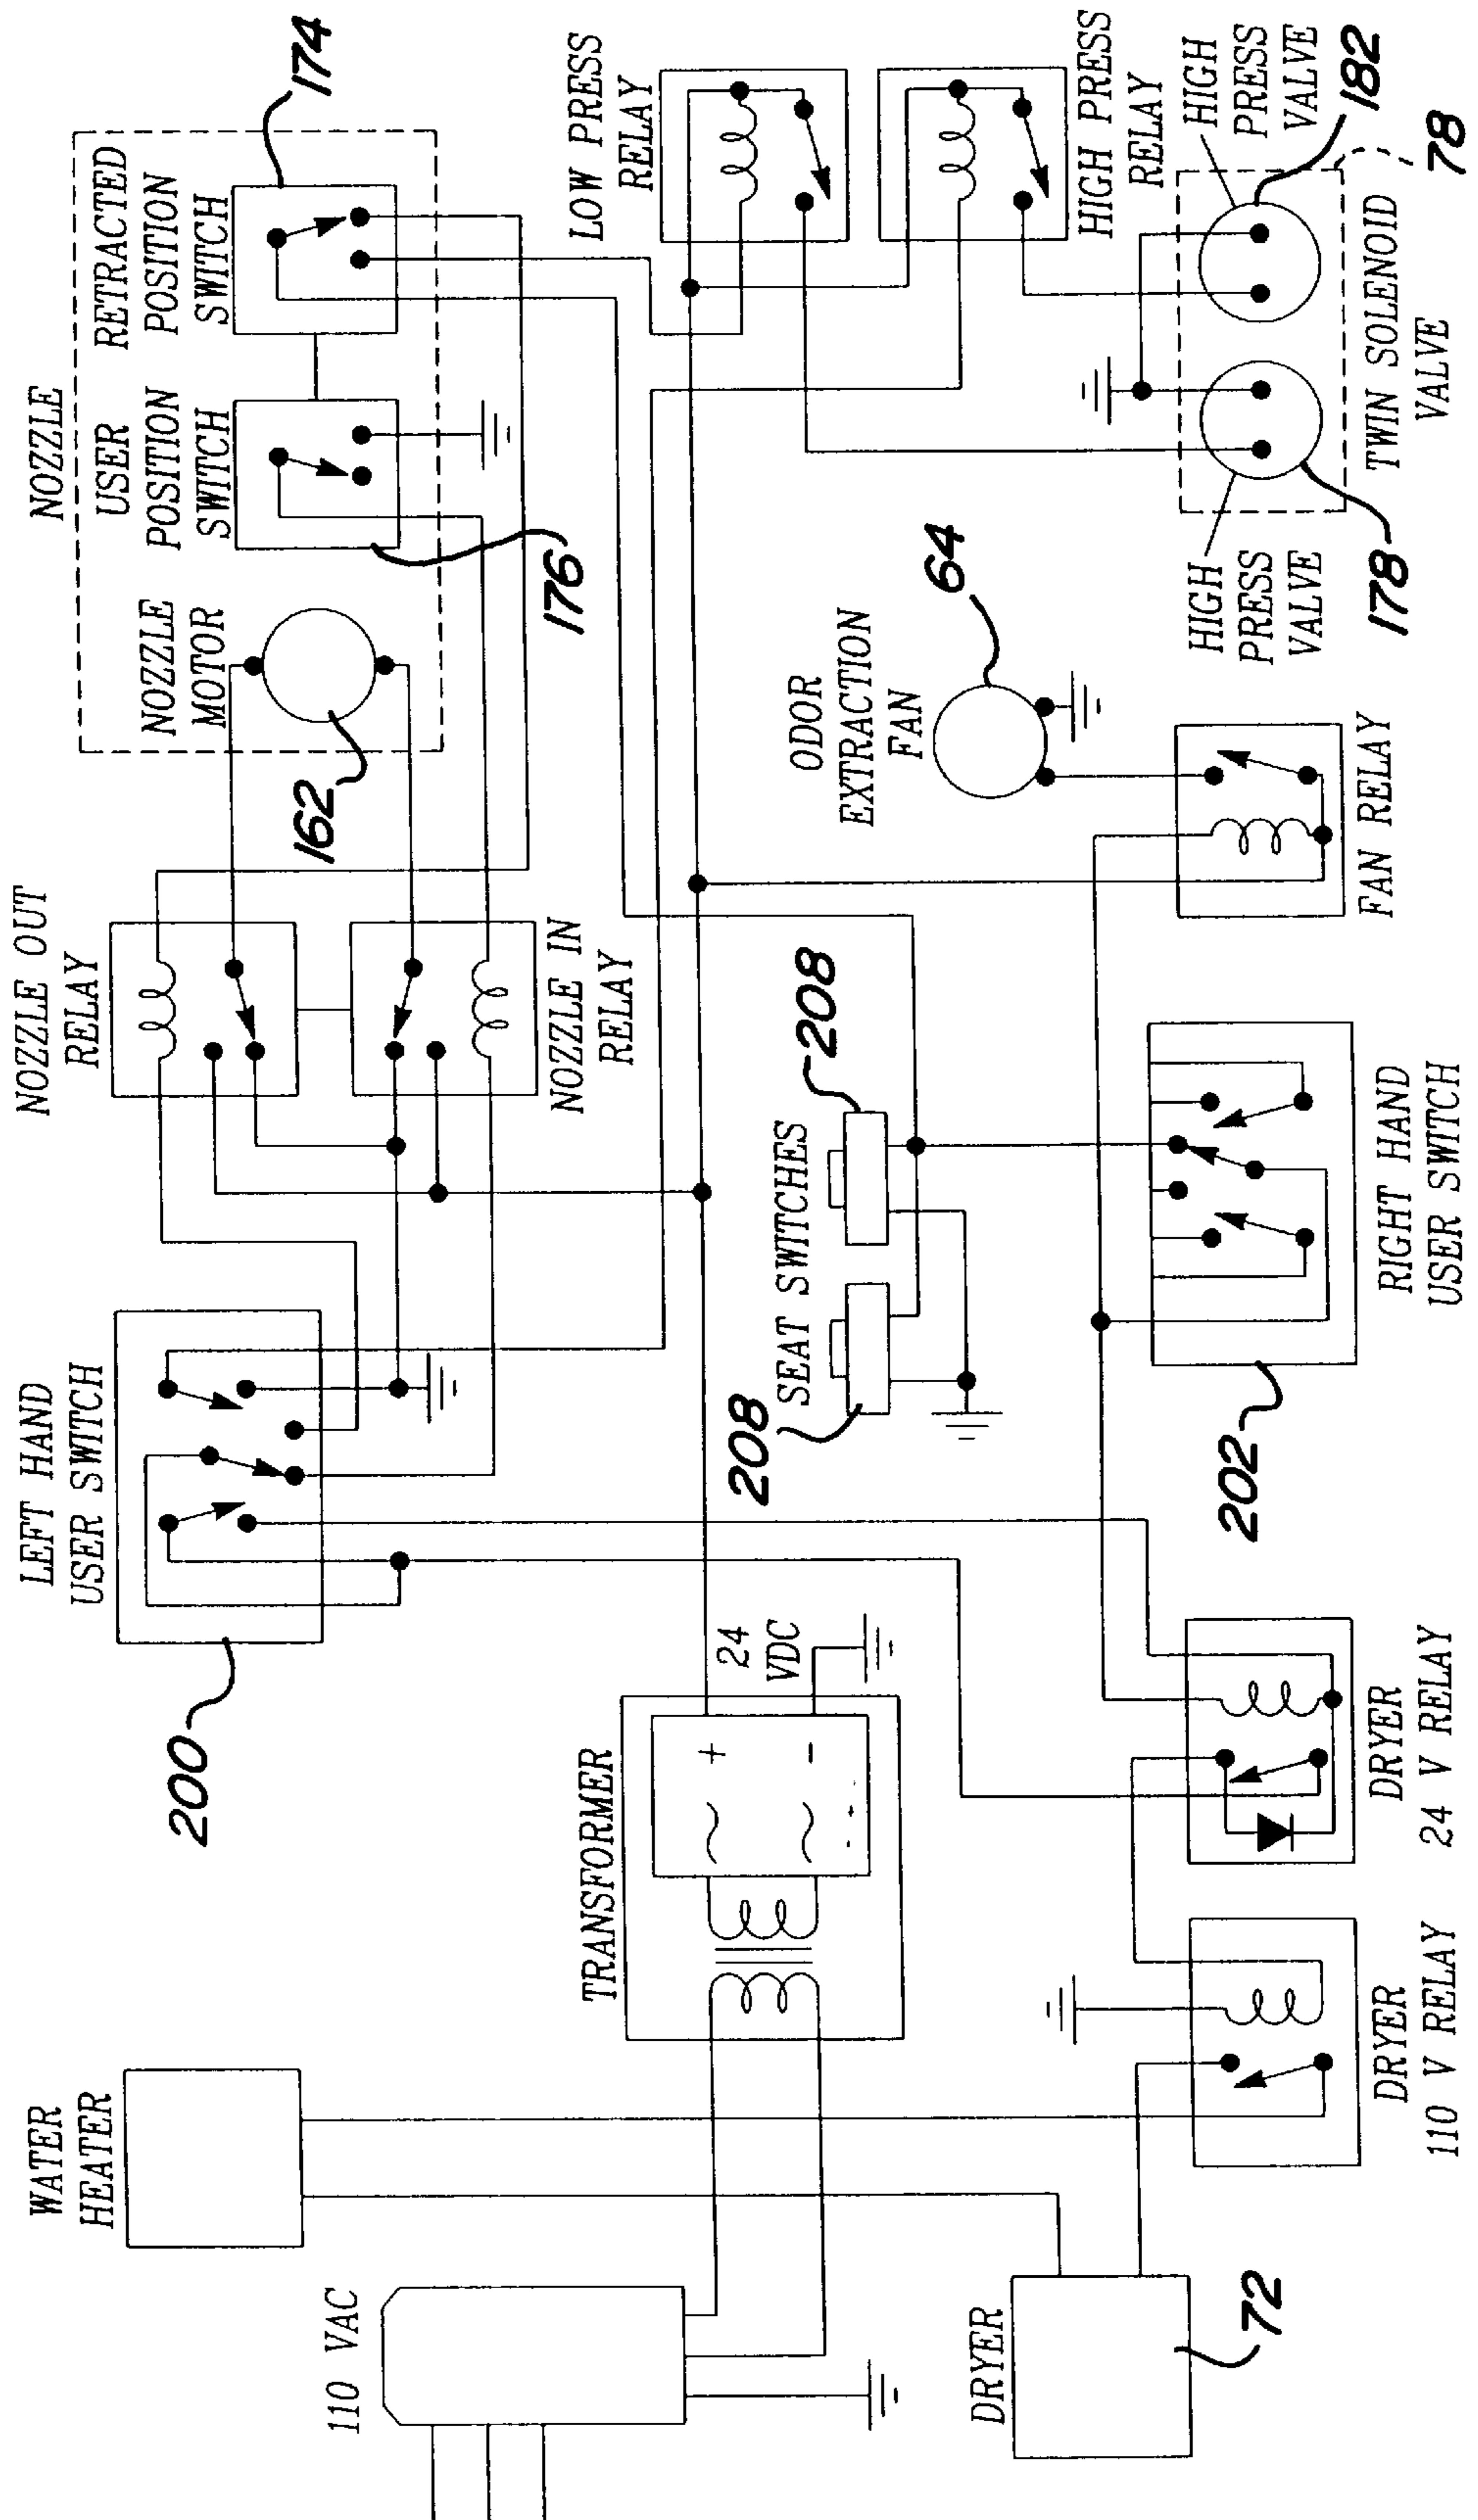 WATER
HEATER
110 VAC
DRYER
72
TRANSFORMER
+
-
24
VDC
DRYER
110 V RELAY
DRYER
24 V RELAY
LEFT HAND
USER SWITCH
200
SEAT SWITCHES
208
208
RIGHT HAND
USER SWITCH
202
NOZZLE OUT
RELAY
NOZZLE IN
RELAY
NOZZLE
NOZZLE
MOTOR
162
USER
POSITION
SWITCH
176
RETRACTED
POSITION
SWITCH
174
ODOR
EXTRACTION
FAN
64
FAN RELAY
LOW PRESS
RELAY
HIGH PRESS
RELAY
HIGH
PRESS
VALVE
178
HIGH
PRESS
VALVE
182
TWIN SOLENOID
VALVE
78